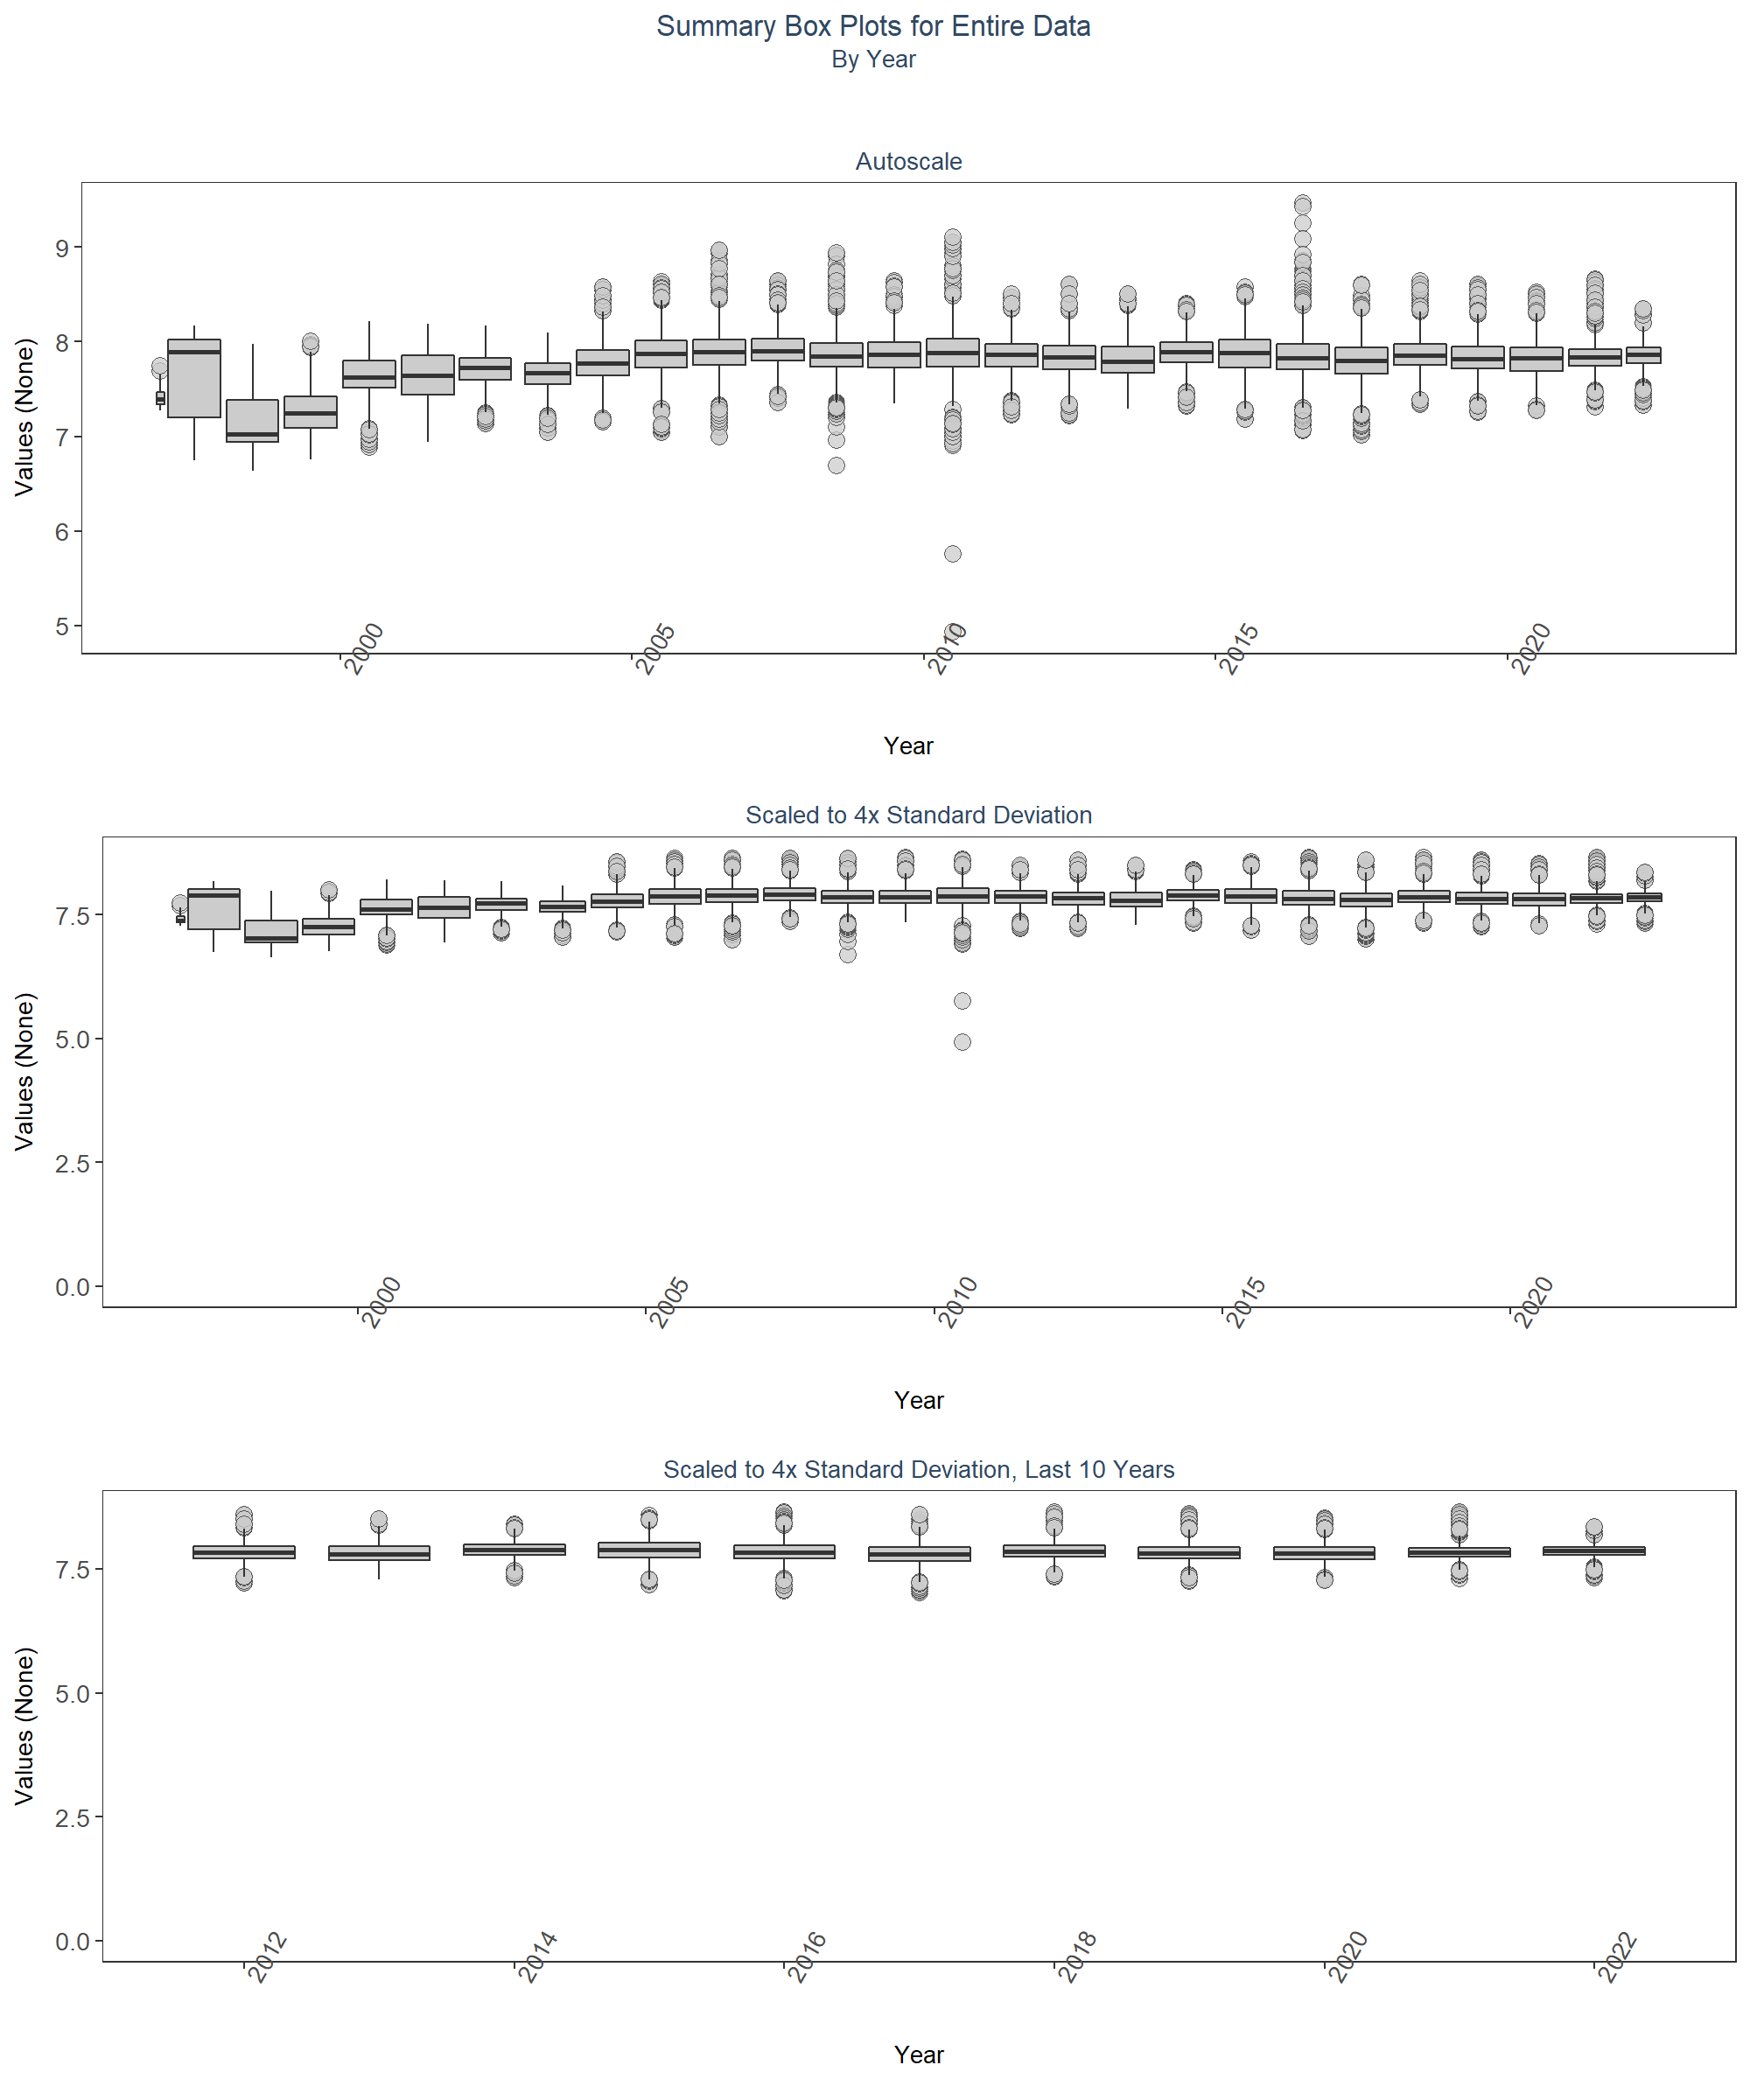 Summary Box Plots for Entire Data
By Year
Autoscale
Values (None)
9
8
7
6
5
2000
2005
2010
2015
2020
Year
Scaled to 4x Standard Deviation
Values (None)
7.5
5.0
2.5
0.0
2000
2005
2010
2015
2020
Year
Scaled to 4x Standard Deviation, Last 10 Years
Values (None)
7.5
5.0
2.5
0.0
2012
2014
2016
2018
2020
2022
Year